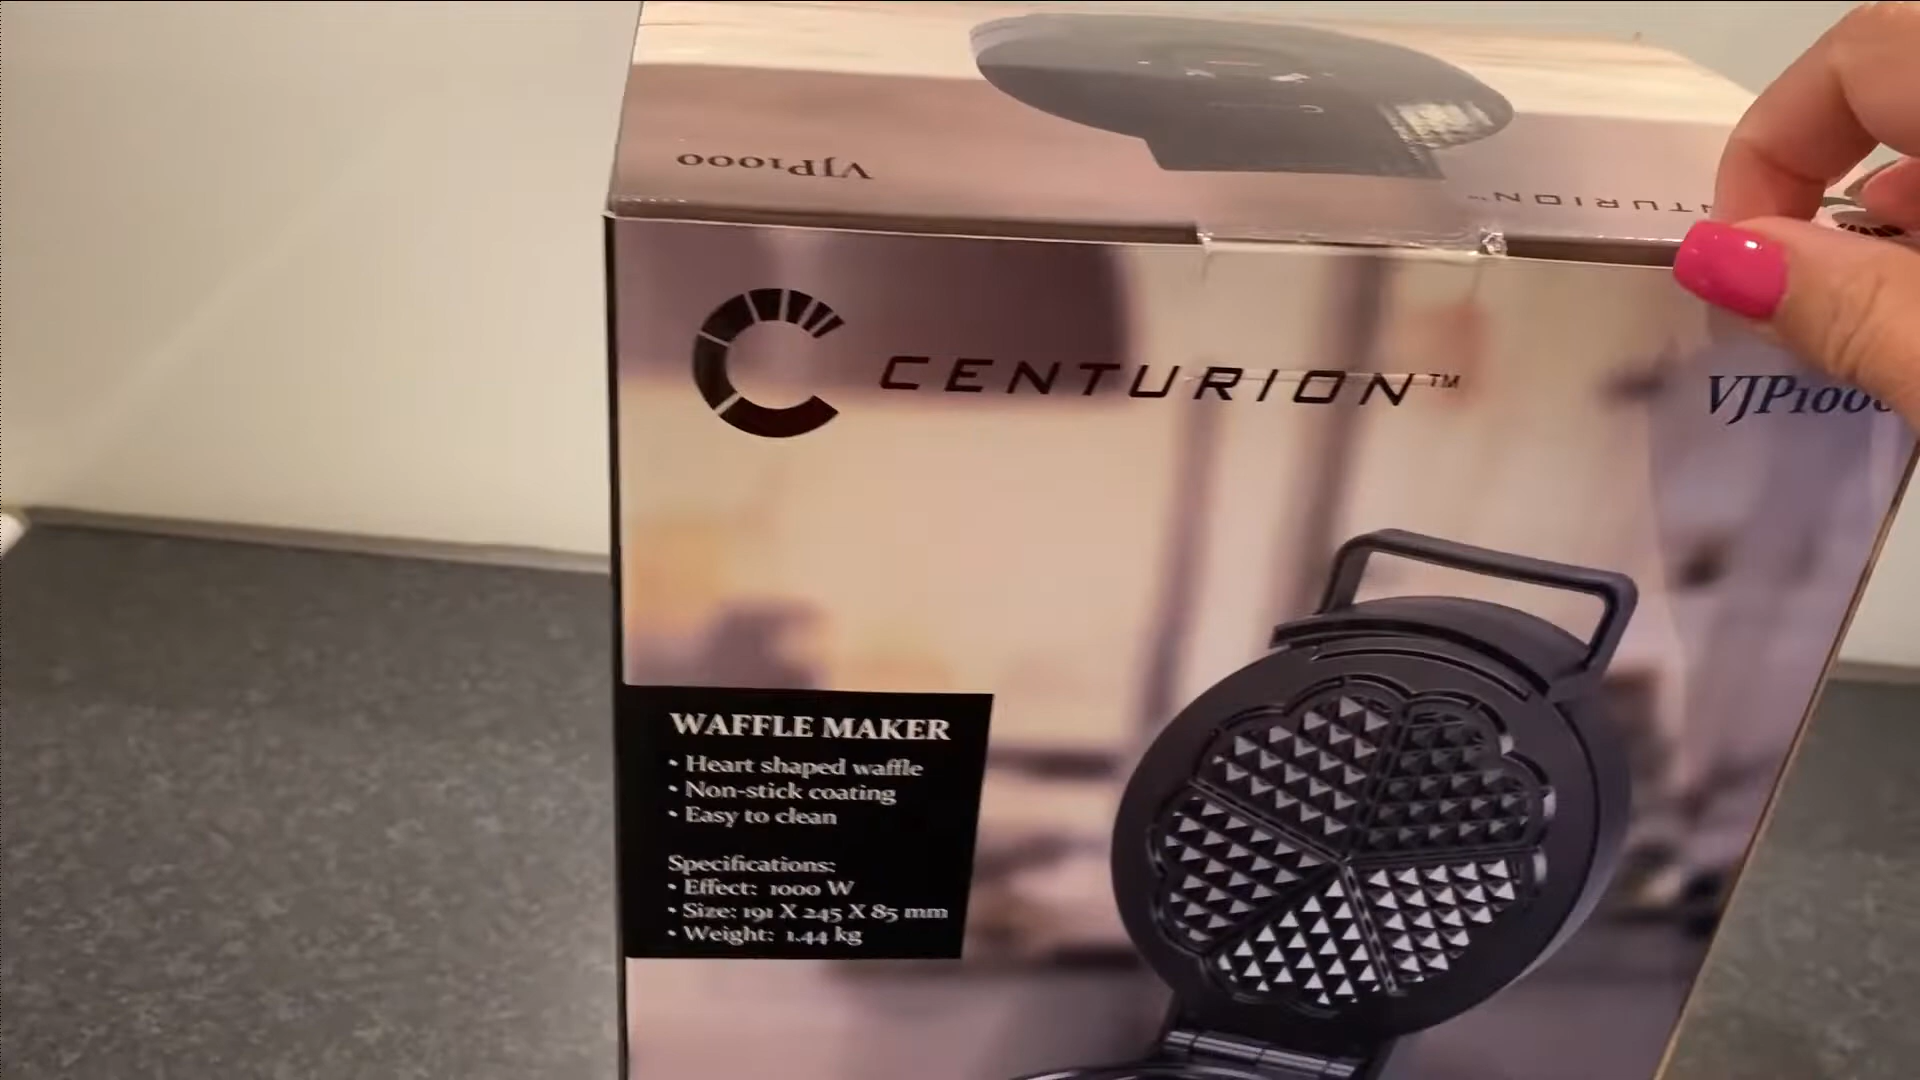 VJP1000
CENTURION™
VJP1000
WAFFLE MAKER
• Heart shaped waffle
• Non-stick coating
• Easy to clean
Specifications:
• Effect: 1000 W
• Size: 191 X 245 X 85 mm
• Weight: 1.44 kg